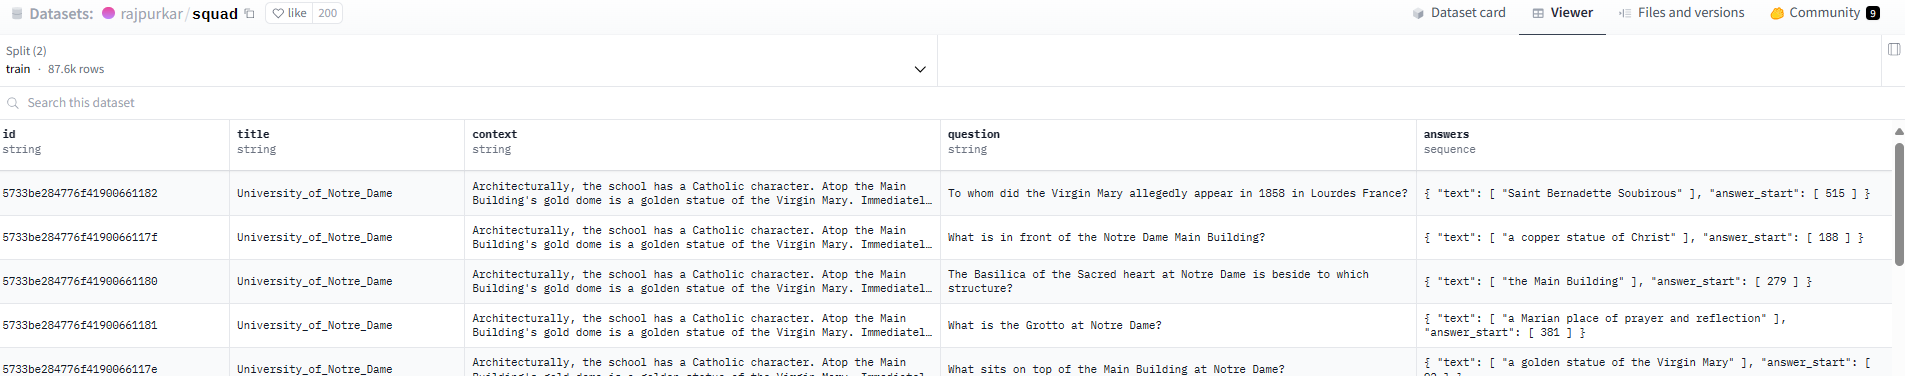 Datasets: rajpurkar/squad like 200 Dataset card Viewer Files and versions Community 9
Split (2)
train · 87.6k rows
Search this dataset
id title context question answers
string string string string sequence
5733be284776f41900661182 University_of_Notre_Dame Architecturally, the school has a Catholic character. Atop the Main Building's gold dome is a golden statue of the Virgin Mary. Immediatel… To whom did the Virgin Mary allegedly appear in 1858 in Lourdes France? { "text": [ "Saint Bernadette Soubirous" ], "answer_start": [ 515 ] }
5733be284776f4190066117f University_of_Notre_Dame Architecturally, the school has a Catholic character. Atop the Main Building's gold dome is a golden statue of the Virgin Mary. Immediatel… What is in front of the Notre Dame Main Building? { "text": [ "a copper statue of Christ" ], "answer_start": [ 188 ] }
5733be284776f41900661180 University_of_Notre_Dame Architecturally, the school has a Catholic character. Atop the Main Building's gold dome is a golden statue of the Virgin Mary. Immediatel… The Basilica of the Sacred heart at Notre Dame is beside to which structure? { "text": [ "the Main Building" ], "answer_start": [ 279 ] }
5733be284776f41900661181 University_of_Notre_Dame Architecturally, the school has a Catholic character. Atop the Main Building's gold dome is a golden statue of the Virgin Mary. Immediatel… What is the Grotto at Notre Dame? { "text": [ "a Marian place of prayer and reflection" ], "answer_start": [ 381 ] }
5733be284776f4190066117e University_of_Notre_Dame Architecturally, the school has a Catholic character. Atop the Main What sits on top of the Main Building at Notre Dame? { "text": [ "a golden statue of the Virgin Mary" ], "answer_start": [